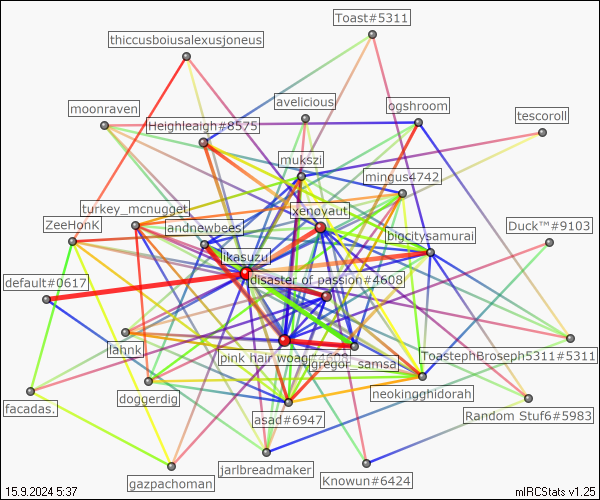 Toast#5311
thiccusboiusalexusjoneus
moonraven
avelicious
ogshroom
tescoroll
Heighleaigh#8575
mukszi
mingus4742
turkey_mcnugget
xenoyaut
ZeeHonK
andnewbees
bigcitysamurai
Duck™#9103
ikasuzu
default#0617
disaster of passion#4608
lahnk
pink hair woag#4608
gregor_samsa
ToastephBroseph5311#5311
facadas.
doggerdig
neokingghidorah
asad#6947
Random Stuf6#5983
gazpachoman
jarlbreadmaker
Knowun#6424
15.9.2024 5:37
mIRCStats v1.25